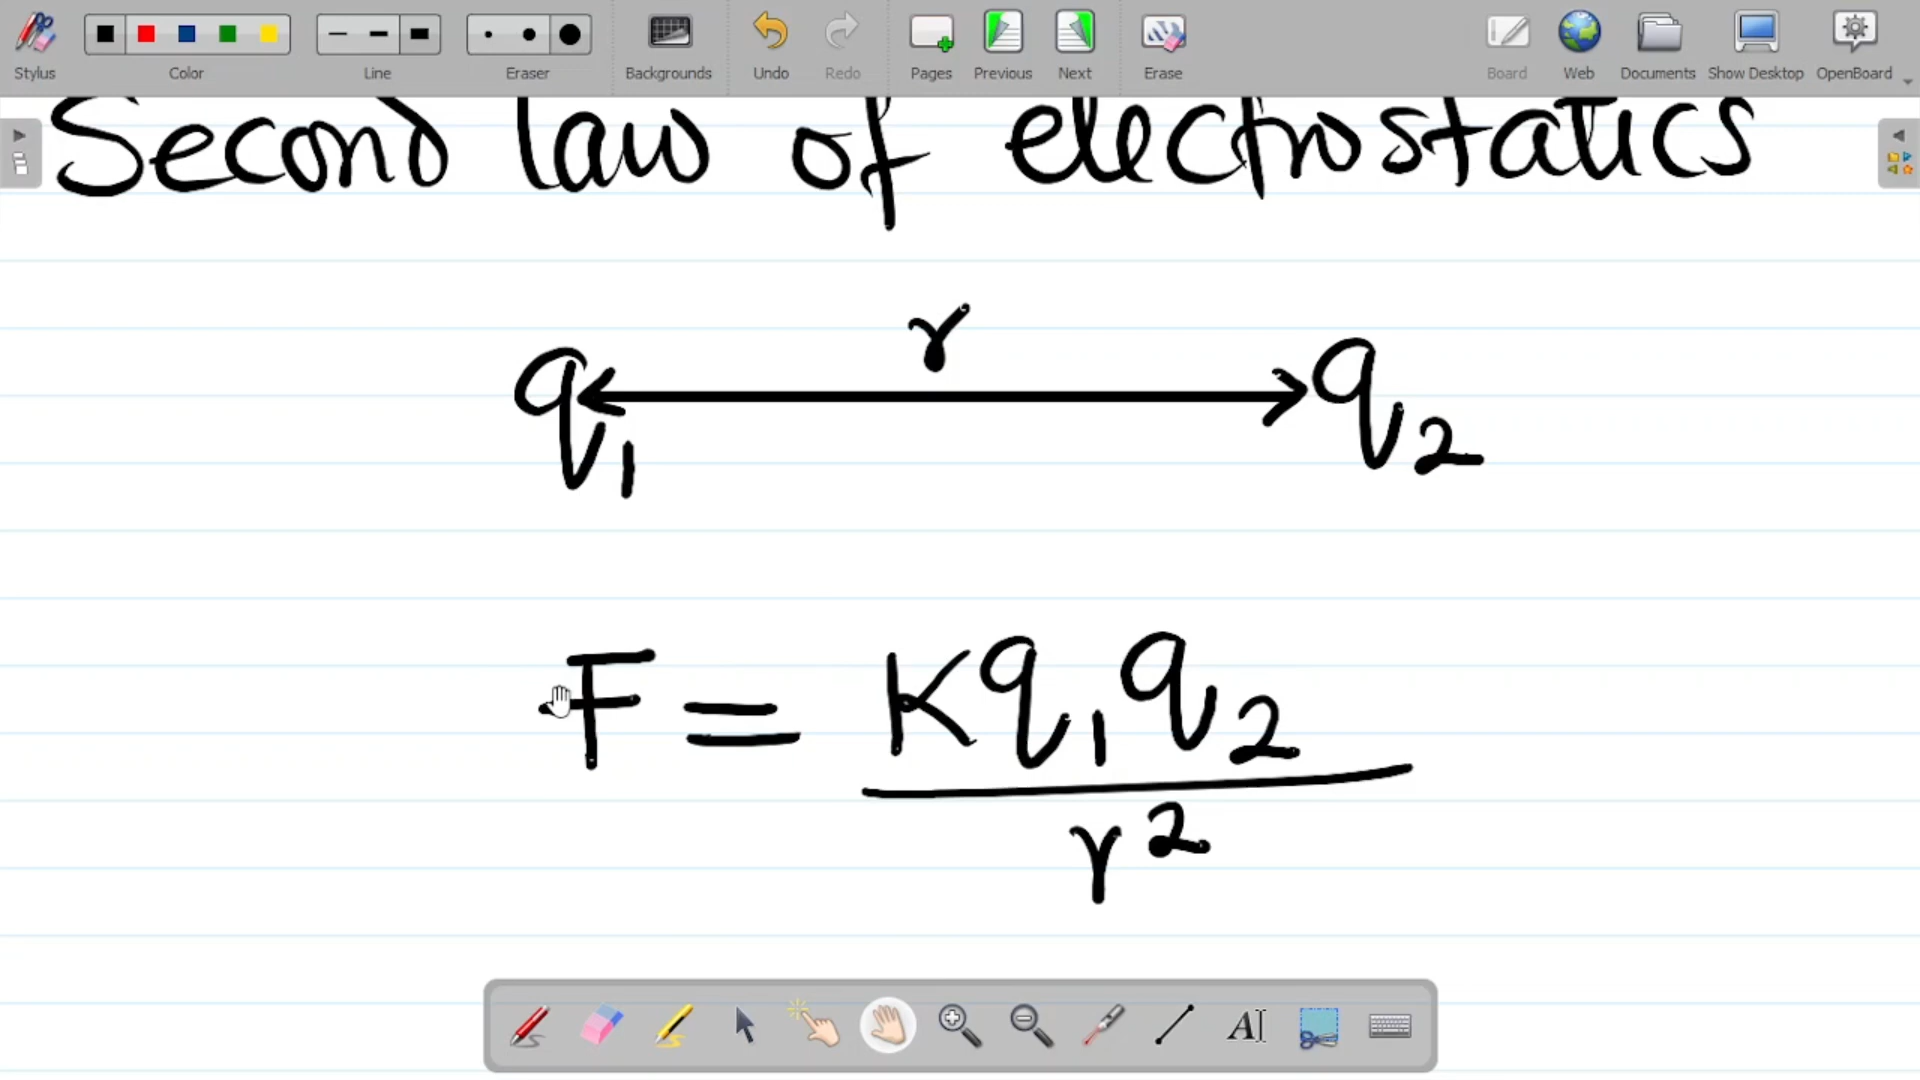 Stylus Color Line Eraser Backgrounds Undo Redo Pages Previous Next Erase Board Web Documents Show Desktop OpenBoard
Second law of electrostatics
r
q₁ q₂
F = Kq₁q₂
r²
AI